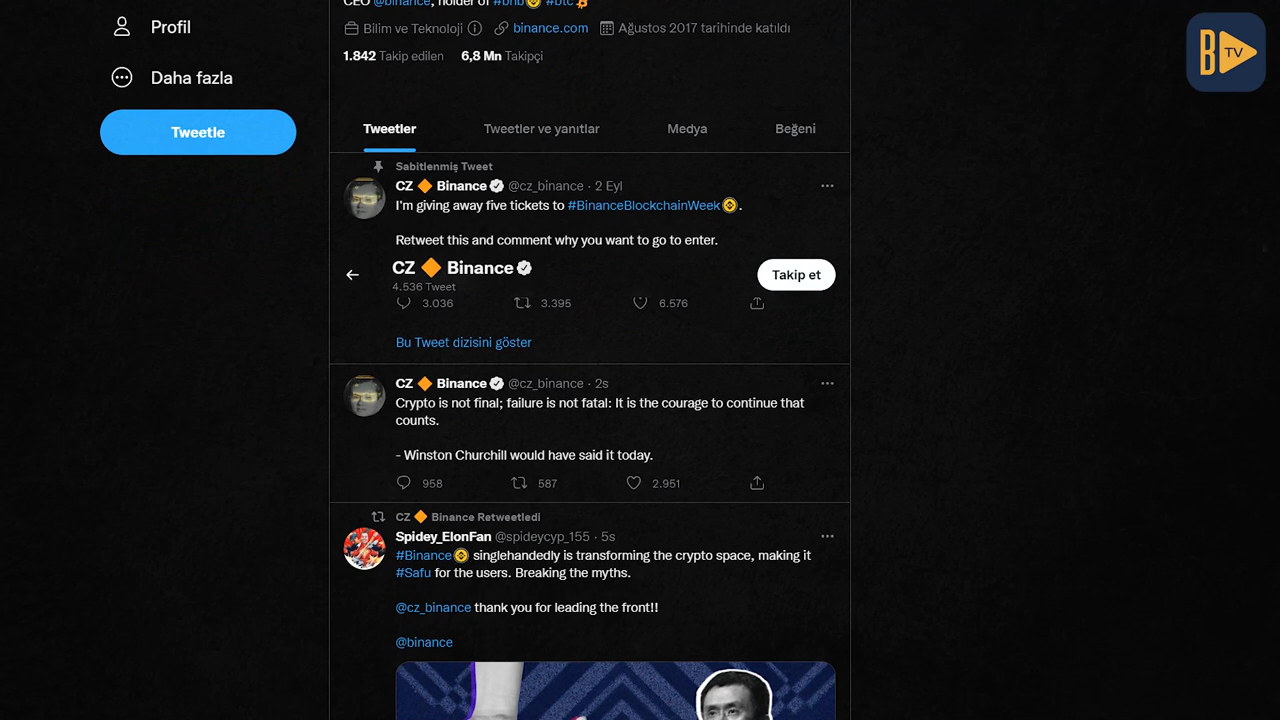 Profil
Daha fazla
Tweetle
CEO @binance, holder of #bnb #btc
Bilim ve Teknoloji binance.com Ağustos 2017 tarihinde katıldı
1.842 Takip edilen 6,8 Mn Takipçi
Tweetler Tweetler ve yanıtlar Medya Beğeni
Sabitlenmiş Tweet
CZ Binance @cz_binance · 2 Eyl
I'm giving away five tickets to #BinanceBlockchainWeek.
Retweet this and comment why you want to go to enter.
CZ Binance
Takip et
4.536 Tweet
3.036 3.395 6.576
Bu Tweet dizisini göster
CZ Binance @cz_binance · 2s
Crypto is not final; failure is not fatal: It is the courage to continue that
counts.
- Winston Churchill would have said it today.
958 587 2.951
CZ Binance Retweetledi
Spidey_ElonFan @spideycyp_155 · 5s
#Binance singlehandedly is transforming the crypto space, making it
#Safu for the users. Breaking the myths.
@cz_binance thank you for leading the front!!
@binance
B TV